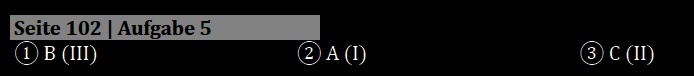 Seite 102 | Aufgabe 5
① B (III) ② A (I) ③ C (II)